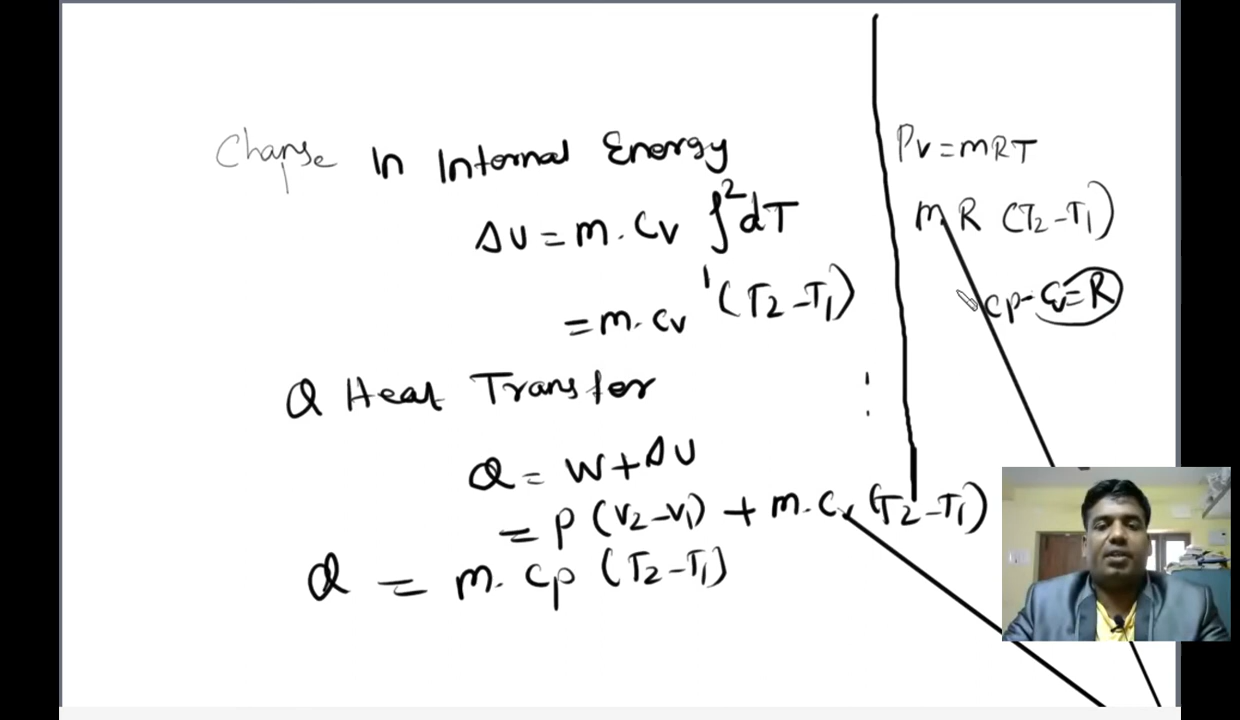 Change In Internal Energy
ΔU = m. Cv ∫²₁ dT
= m. Cv (T2 – T1)
Q Heat Transfer
Q = W + ΔU
= P (V2 – V1) + m. Cv (T2 – T1)
Q = m. Cp (T2 – T1)
PV = mRT
m R (T2 – T1)
Cp – Cv = R